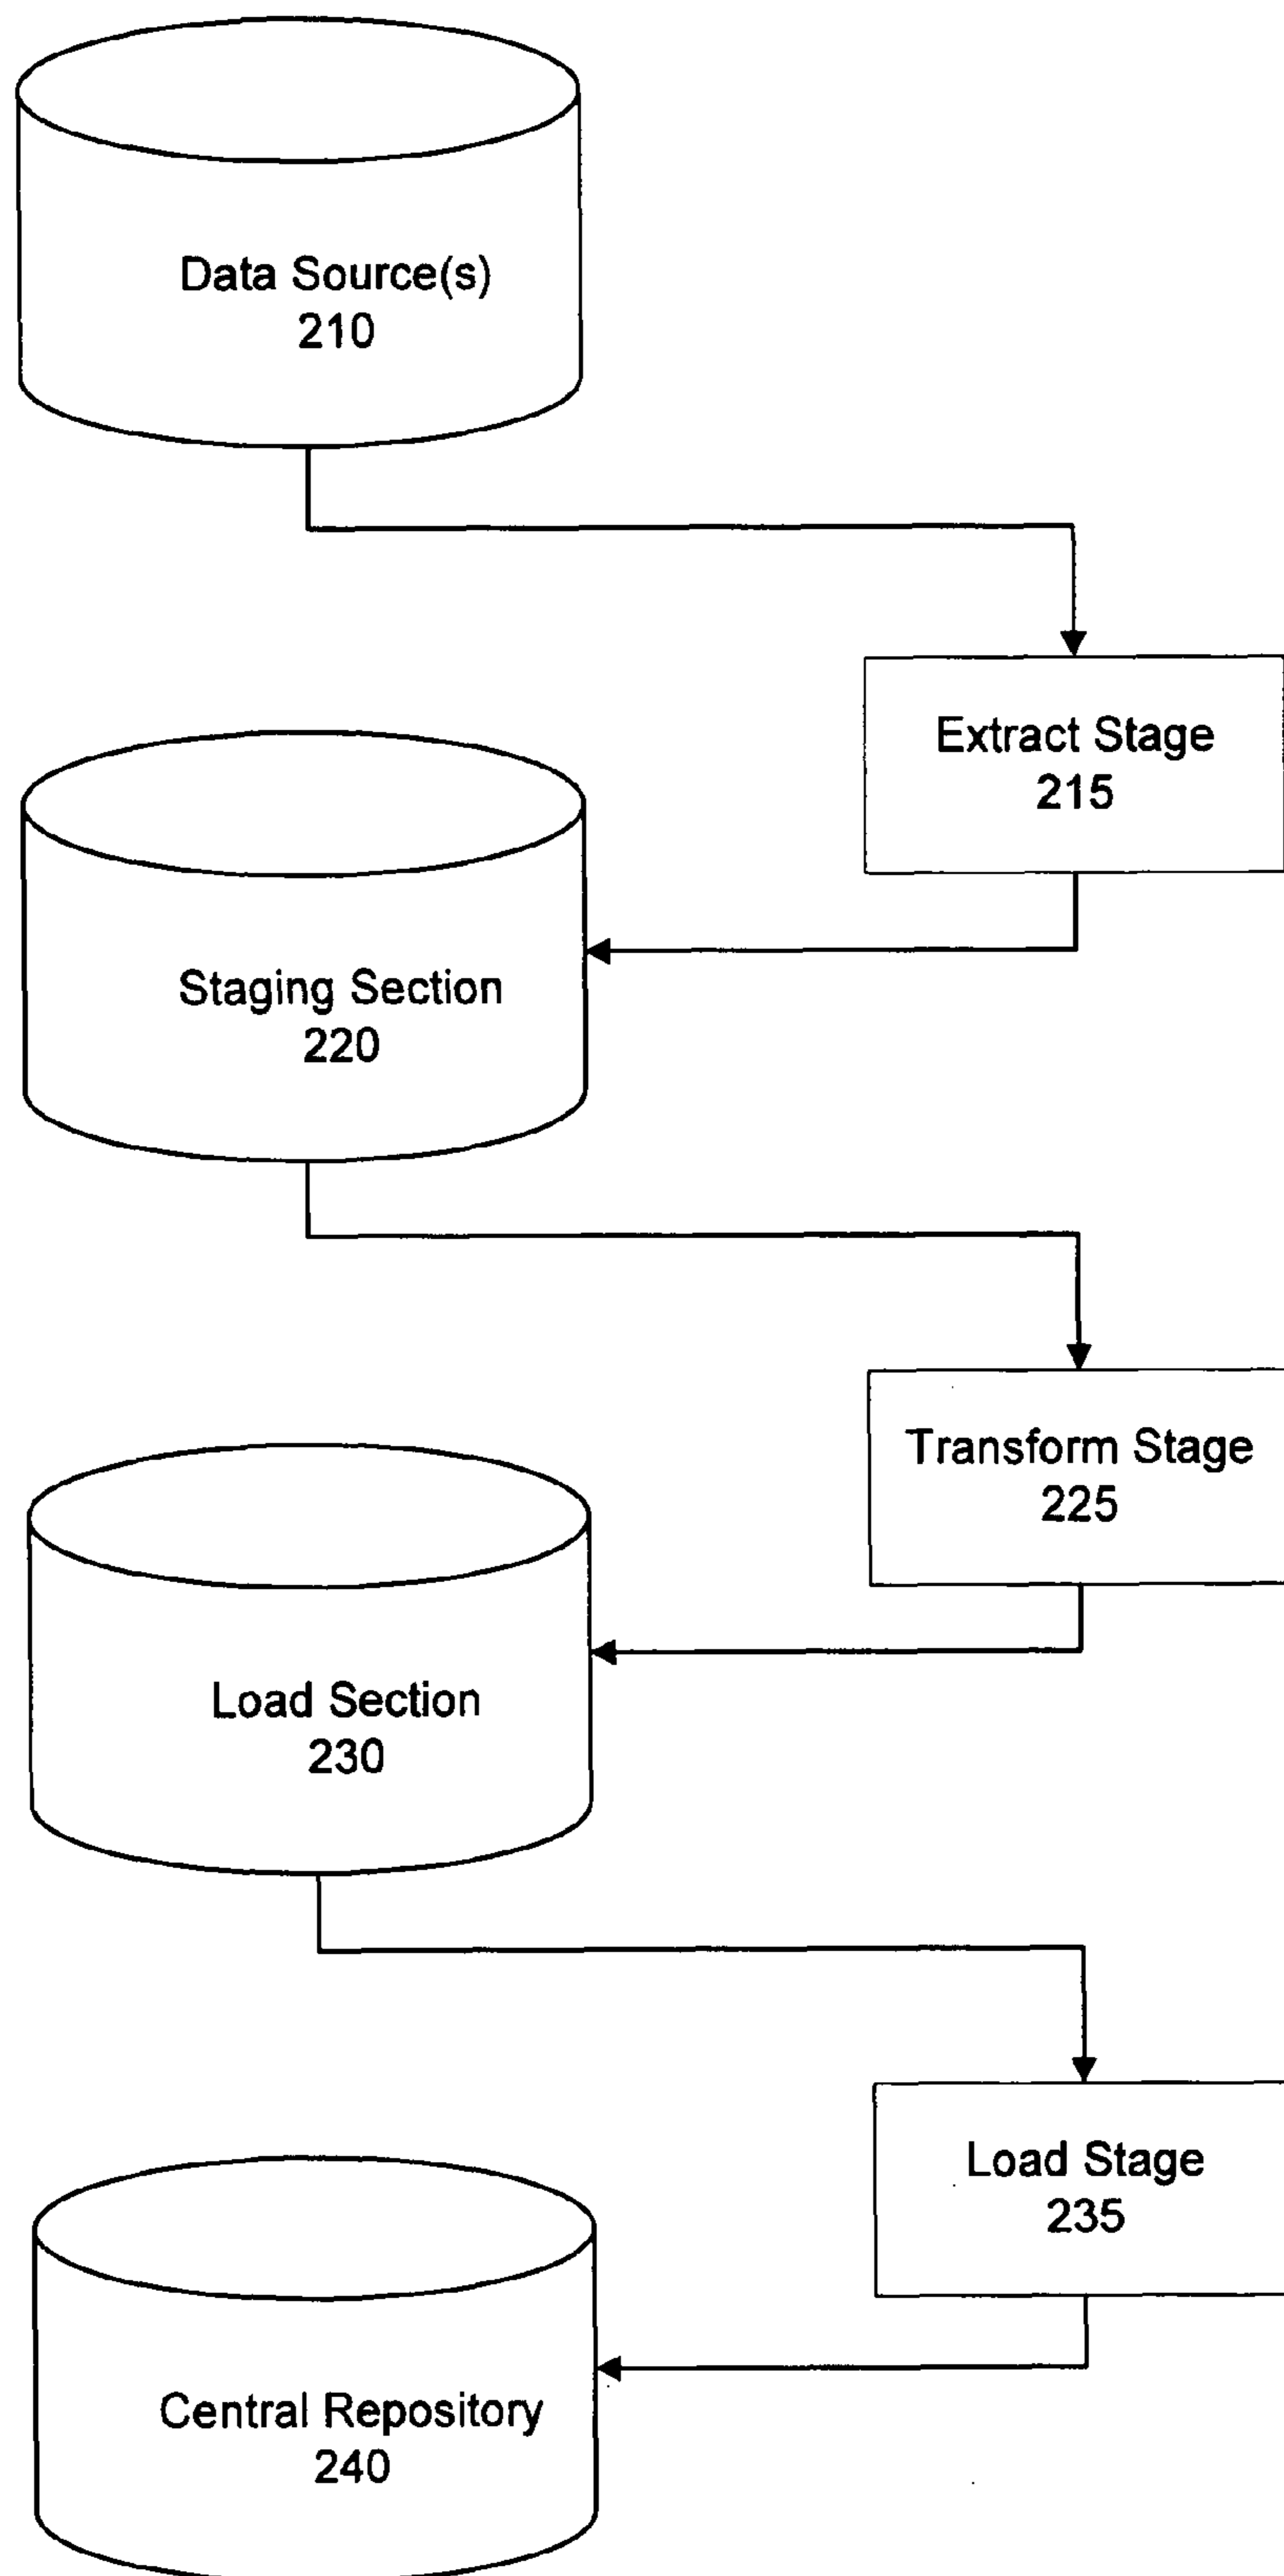 Data Source(s)
210
Extract Stage
215
Staging Section
220
Transform Stage
225
Load Section
230
Load Stage
235
Central Repository
240